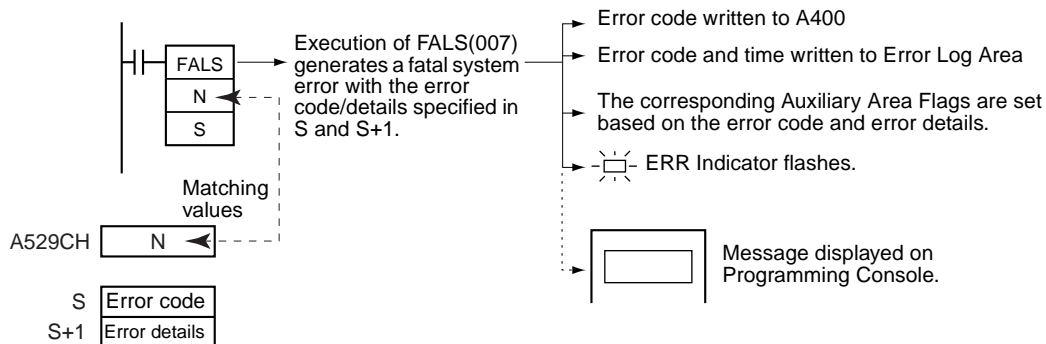 FALS
N
S
Execution of FALS(007)
generates a fatal system
error with the error
code/details specified in
S and S+1.
Error code written to A400
Error code and time written to Error Log Area
The corresponding Auxiliary Area Flags are set
based on the error code and error details.
ERR Indicator flashes.
Matching
values
A529CH N
Message displayed on
Programming Console.
S Error code
S+1 Error details